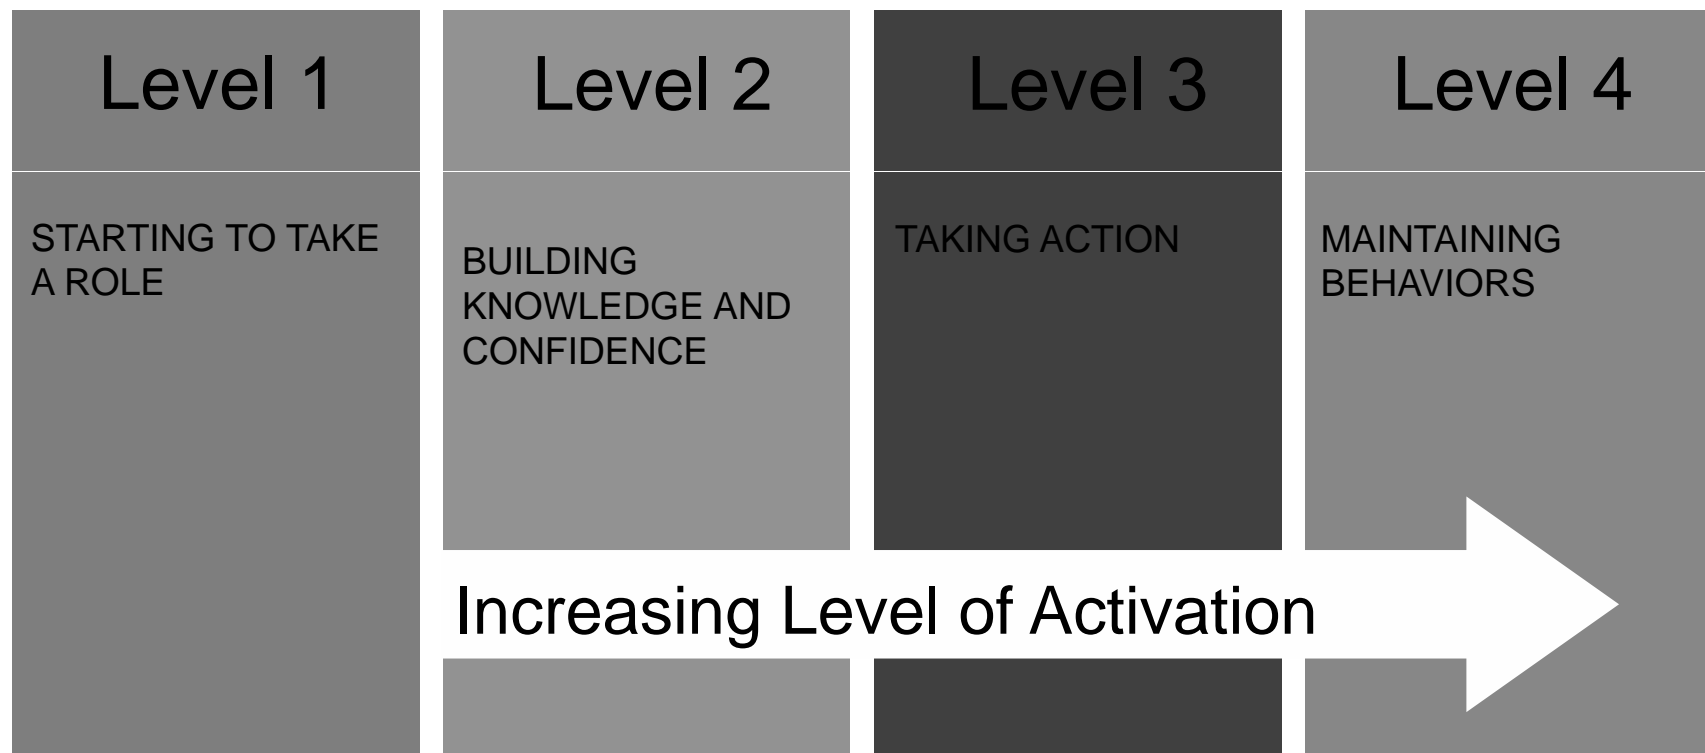 Level 1
STARTING TO TAKE
A ROLE
Level 2
BUILDING
KNOWLEDGE AND
CONFIDENCE
Level 3
TAKING ACTION
Level 4
MAINTAINING
BEHAVIORS
Increasing Level of Activation